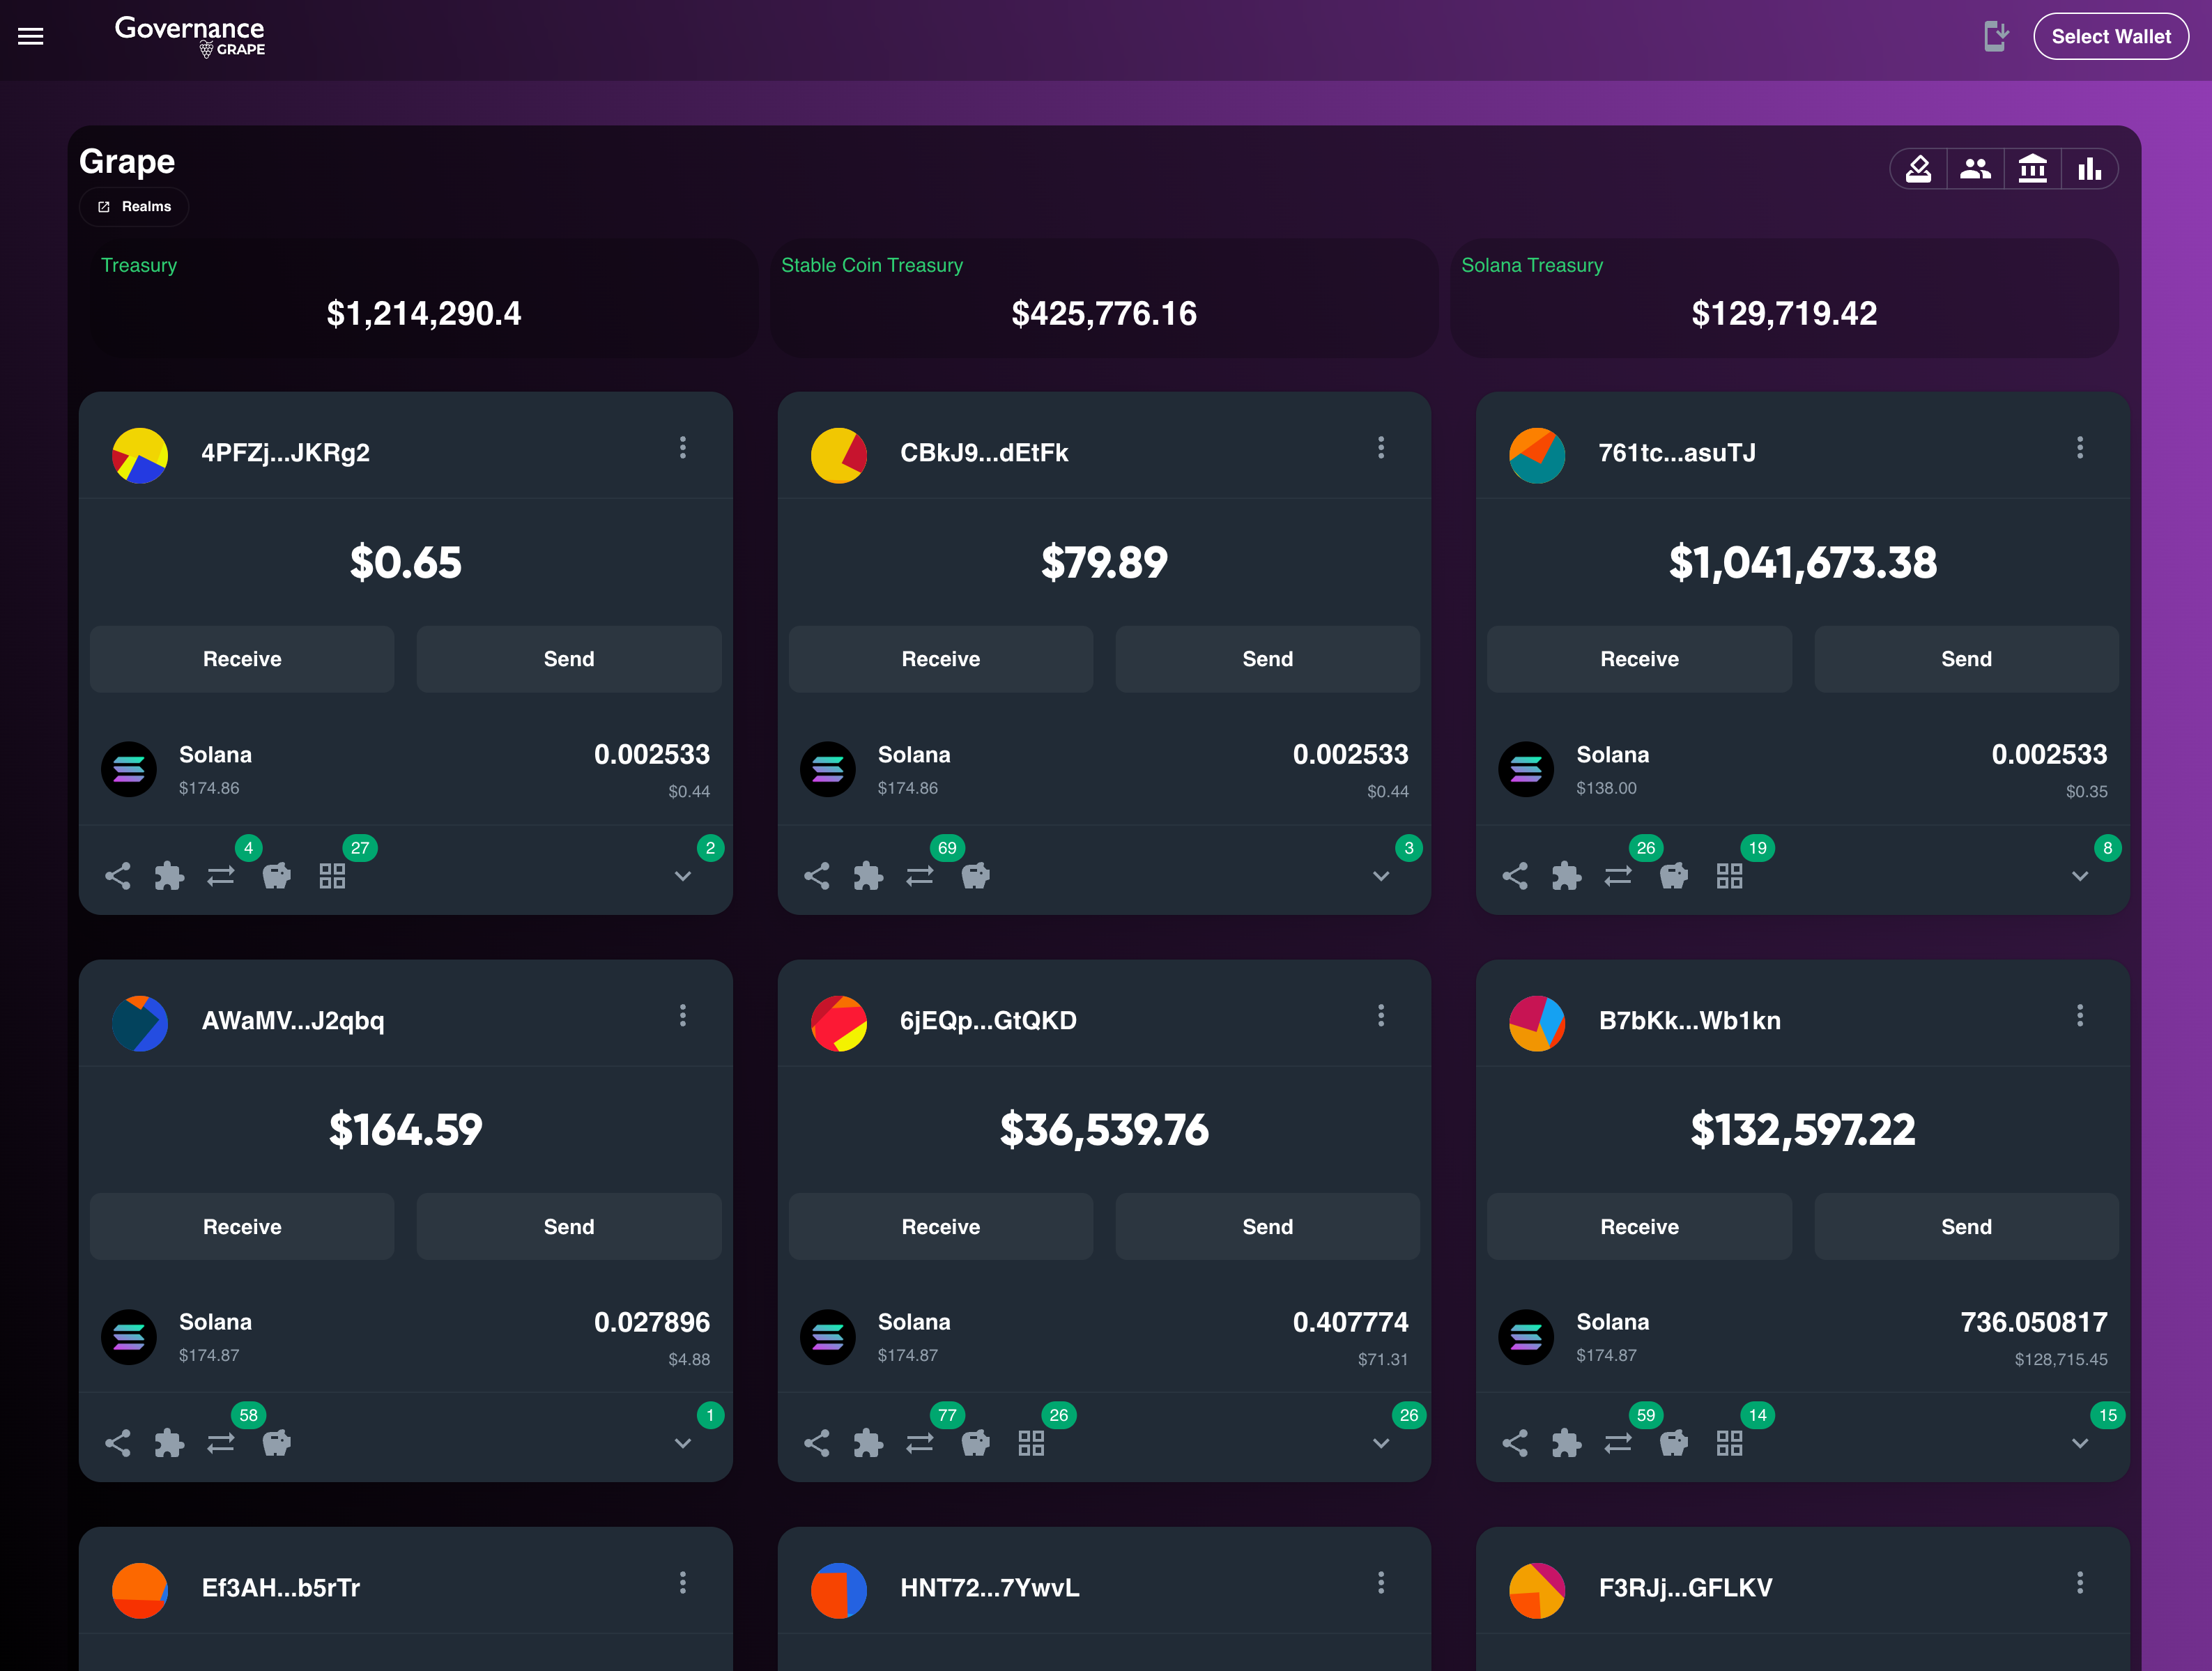 Governance
GRAPE
Select Wallet
Grape
Realms
Treasury
$1,214,290.4
Stable Coin Treasury
$425,776.16
Solana Treasury
$129,719.42
4PFZj...JKRg2
$0.65
Receive
Send
Solana
0.002533
$174.86
$0.44
4
27
2
CBkJ9...dEtFk
$79.89
Receive
Send
Solana
0.002533
$174.86
$0.44
69
3
761tc...asuTJ
$1,041,673.38
Receive
Send
Solana
0.002533
$138.00
$0.35
26
19
8
AWaMV...J2qbq
$164.59
Receive
Send
Solana
0.027896
$174.87
$4.88
58
1
6jEQp...GtQKD
$36,539.76
Receive
Send
Solana
0.407774
$174.87
$71.31
77
26
26
B7bKk...Wb1kn
$132,597.22
Receive
Send
Solana
736.050817
$174.87
$128,715.45
59
14
15
Ef3AH...b5rTr
HNT72...7YwvL
F3RJj...GFLKV